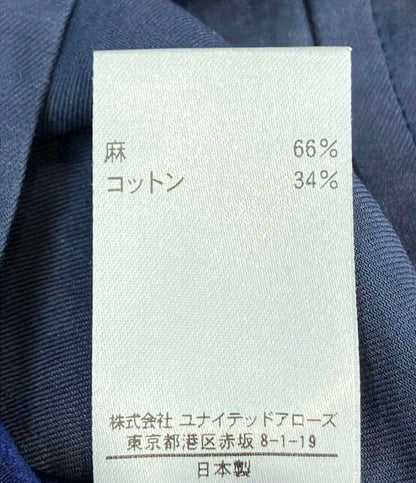 麻 66%
コットン 34%
株式会社 ユナイテッドアローズ
東京都港区赤坂 8-1-19
日本製